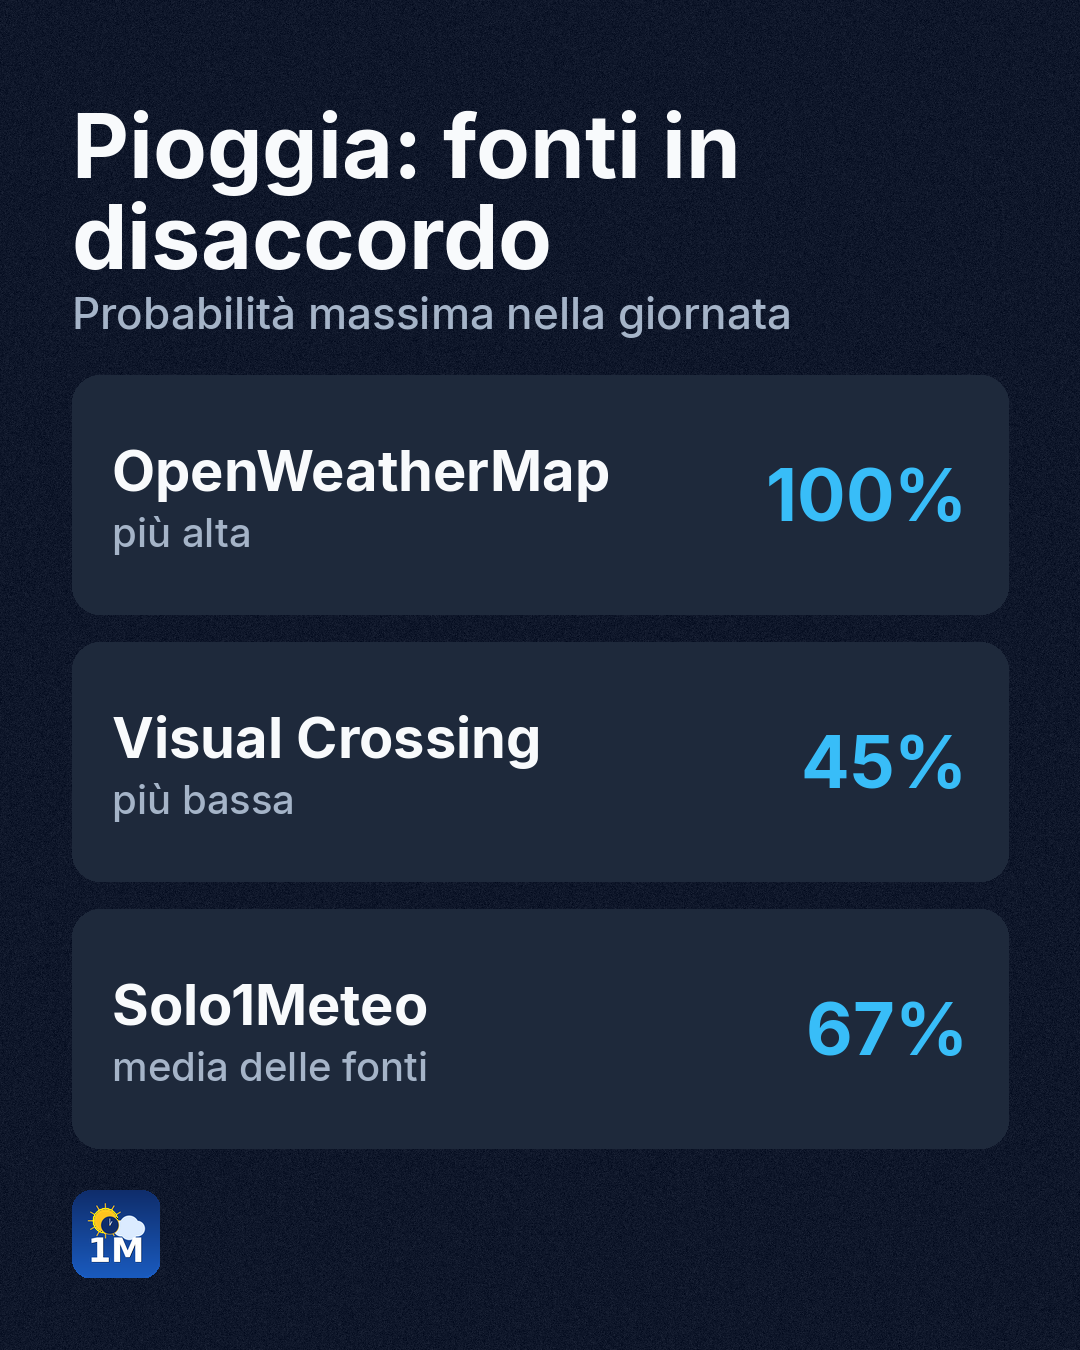 Pioggia: fonti in
disaccordo
Probabilità massima nella giornata
OpenWeatherMap
più alta
100%
Visual Crossing
più bassa
45%
Solo1Meteo
media delle fonti
67%
1M